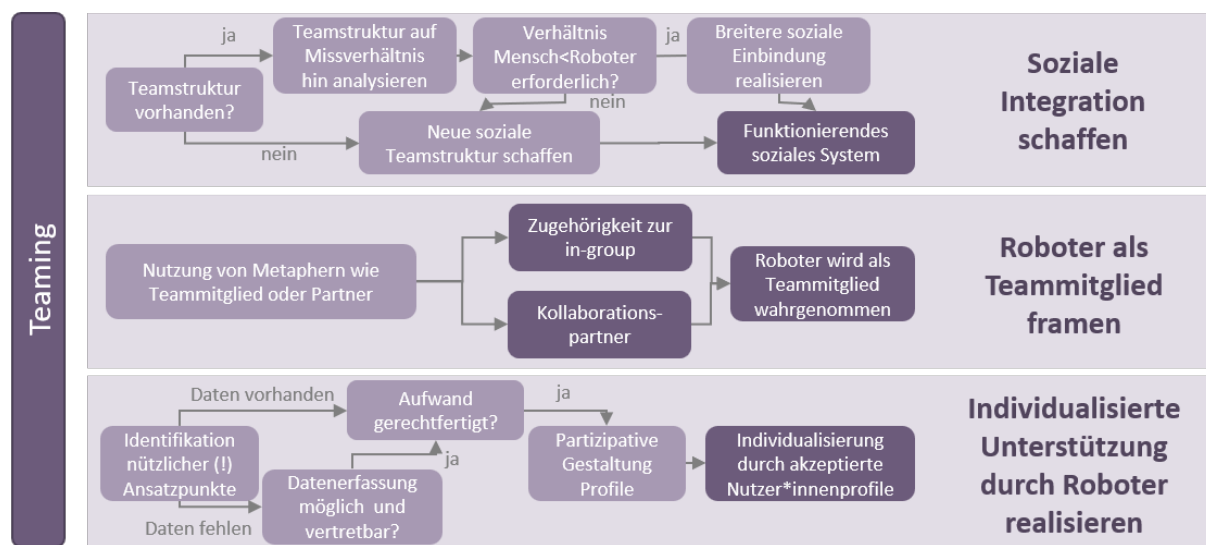 Teaming
ja
Teamstruktur
vorhanden?
nein
Teamstruktur auf
Missverhältnis
hin analysieren
Verhältnis
Mensch<Roboter
erforderlich?
ja
nein
Breitere soziale
Einbindung
realisieren
Neue soziale
Teamstruktur schaffen
Funktionierendes
soziales System
Soziale
Integration
schaffen
Nutzung von Metaphern wie
Teammitglied oder Partner
Zugehörigkeit zur
in-group
Kollaborations-
partner
Roboter wird als
Teammitglied
wahrgenommen
Roboter als
Teammitglied
framen
Daten vorhanden
Identifikation
nützlicher (!)
Ansatzpunkte
Daten fehlen
Aufwand
gerechtfertigt?
ja
Datenerfassung
möglich und
vertretbar?
ja
Partizipative
Gestaltung
Profile
Individualisierung
durch akzeptierte
Nutzer*innenprofile
Individualisierte
Unterstützung
durch Roboter
realisieren